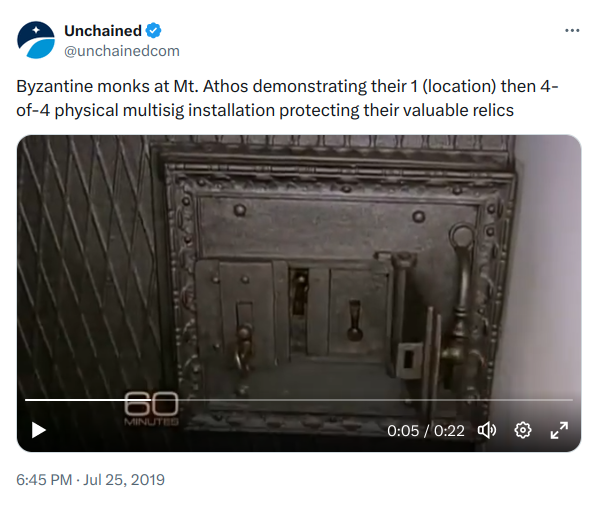 Unchained
@unchainedcom
Byzantine monks at Mt. Athos demonstrating their 1 (location) then 4-
of-4 physical multisig installation protecting their valuable relics
60
MINUTES
0:05 / 0:22
6:45 PM · Jul 25, 2019